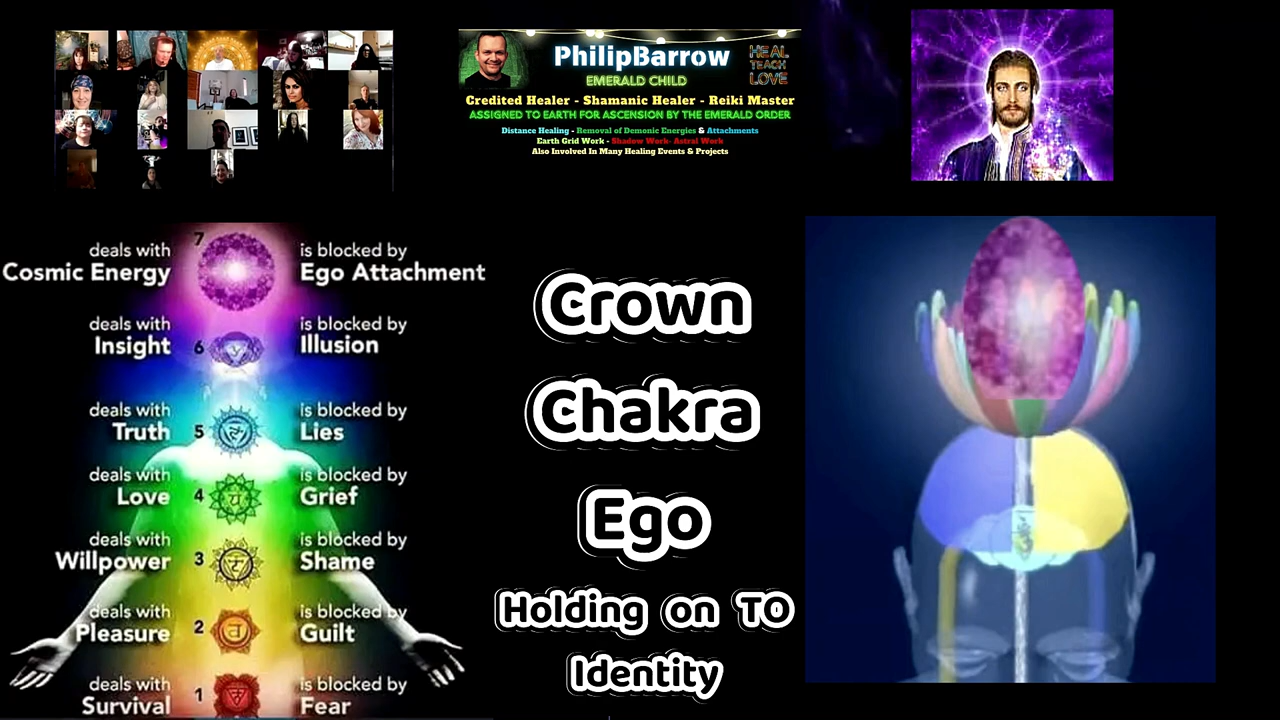 PhilipBarrow
EMERALD CHILD
HEAL
TEACH
LOVE
Credited Healer - Shamanic Healer - Reiki Master
ASSIGNED TO EARTH FOR ASCENSION BY THE EMERALD ORDER
Distance Healing - Removal of Demonic Energies & Attachments
Earth Grid Work - Shadow Work- Astral Work
Also Involved In Many Healing Events & Projects
deals with 7 is blocked by
Cosmic Energy Ego Attachment
deals with is blocked by
Insight 6 Illusion
deals with is blocked by
Truth 5 Lies
deals with is blocked by
Love 4 Grief
deals with is blocked by
Willpower 3 Shame
deals with is blocked by
Pleasure 2 Guilt
deals with is blocked by
Survival 1 Fear
Crown
Chakra
Ego
Holding on TO
Identity